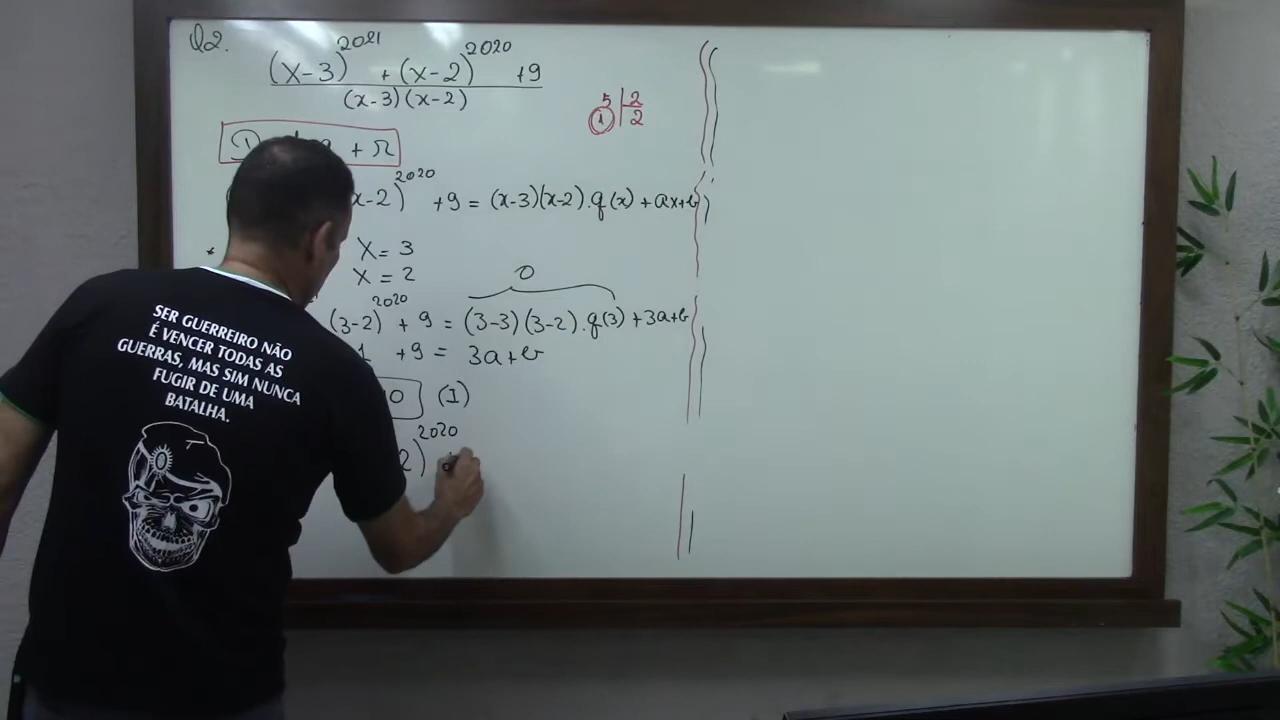 Q2.
(x-3)^2021 + (x-2)^2020 +9
(x-3)(x-2)
5 | 2
1 | 2
D + r
x-2)^2020 +9 = (x-3)(x-2).q(x) + ax+b
* x = 3
x = 2
0
(3-2)^2020 + 9 = (3-3)(3-2).q(3) + 3a+b
1 +9 = 3a+b
0 (I)
2)^2020 +
SER GUERREIRO NÃO
É VENCER TODAS AS
GUERRAS, MAS SIM NUNCA
FUGIR DE UMA
BATALHA.